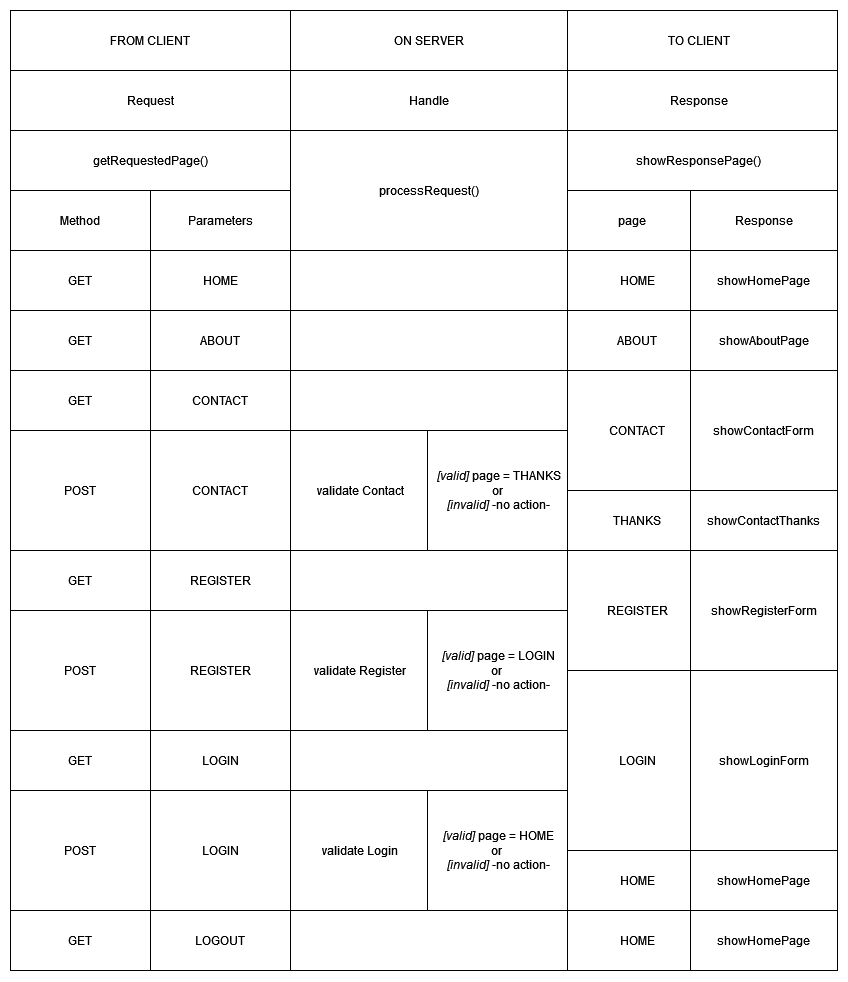 FROM CLIENT
ON SERVER
TO CLIENT
Request
Handle
Response
getRequestedPage()
processRequest()
showResponsePage()
Method
Parameters
page
Response
GET
HOME
HOME
showHomePage
GET
ABOUT
ABOUT
showAboutPage
GET
CONTACT
CONTACT
showContactForm
POST
CONTACT
validate Contact
[valid] page = THANKS
or
[invalid] -no action-
THANKS
showContactThanks
GET
REGISTER
REGISTER
showRegisterForm
POST
REGISTER
validate Register
[valid] page = LOGIN
or
[invalid] -no action-
GET
LOGIN
LOGIN
showLoginForm
POST
LOGIN
validate Login
[valid] page = HOME
or
[invalid] -no action-
HOME
showHomePage
GET
LOGOUT
HOME
showHomePage